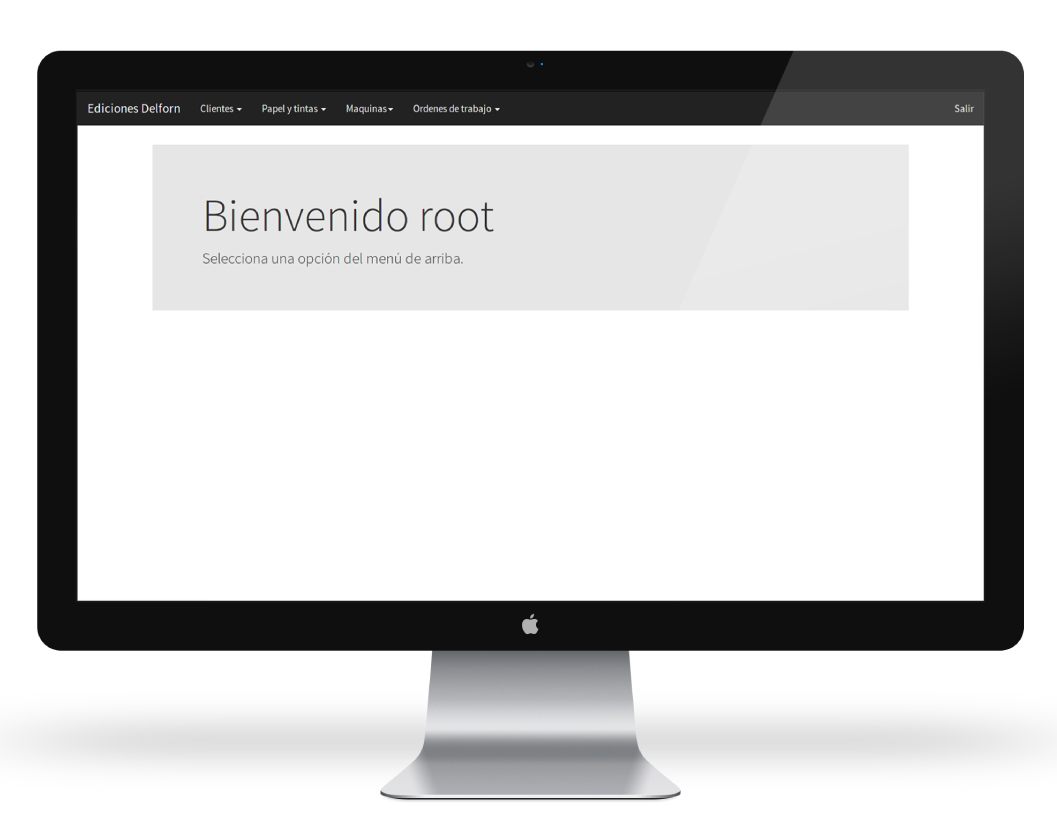 Ediciones Delforn Clientes Papel y tintas Maquinas Ordenes de trabajo Salir
Bienvenido root
Selecciona una opción del menú de arriba.